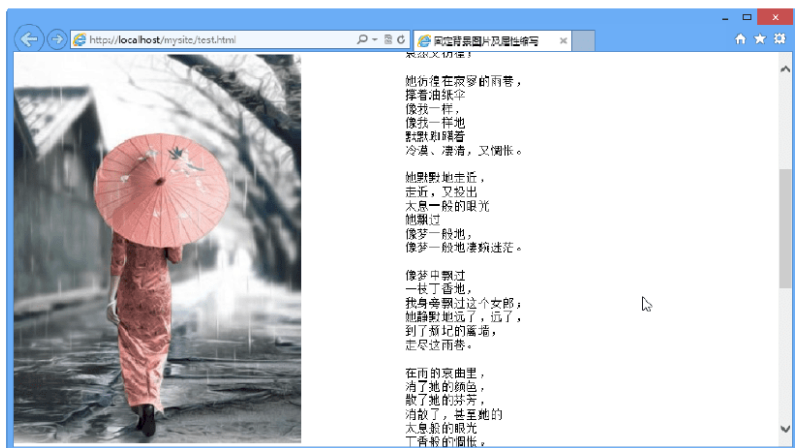 http://localhost/mysite/test.html
固定背景图片及属性缩写
哀怨又彷徨；
她彷徨在寂寥的雨巷，
撑着油纸伞
像我一样，
像我一样地
默默彳亍着
冷漠、凄清，又惆怅。
她默默地走近，
走近，又投出
太息一般的眼光
她飘过
像梦一般地，
像梦一般地凄婉迷茫。
像梦中飘过
一枝丁香地，
我身旁飘过这个女郎；
她静默地远了，远了，
到了颓圮的篱墙，
走尽这雨巷。
在雨的哀曲里，
消了她的颜色，
散了她的芬芳，
消散了，甚至她的
太息般的眼光
丁香般的惆怅。